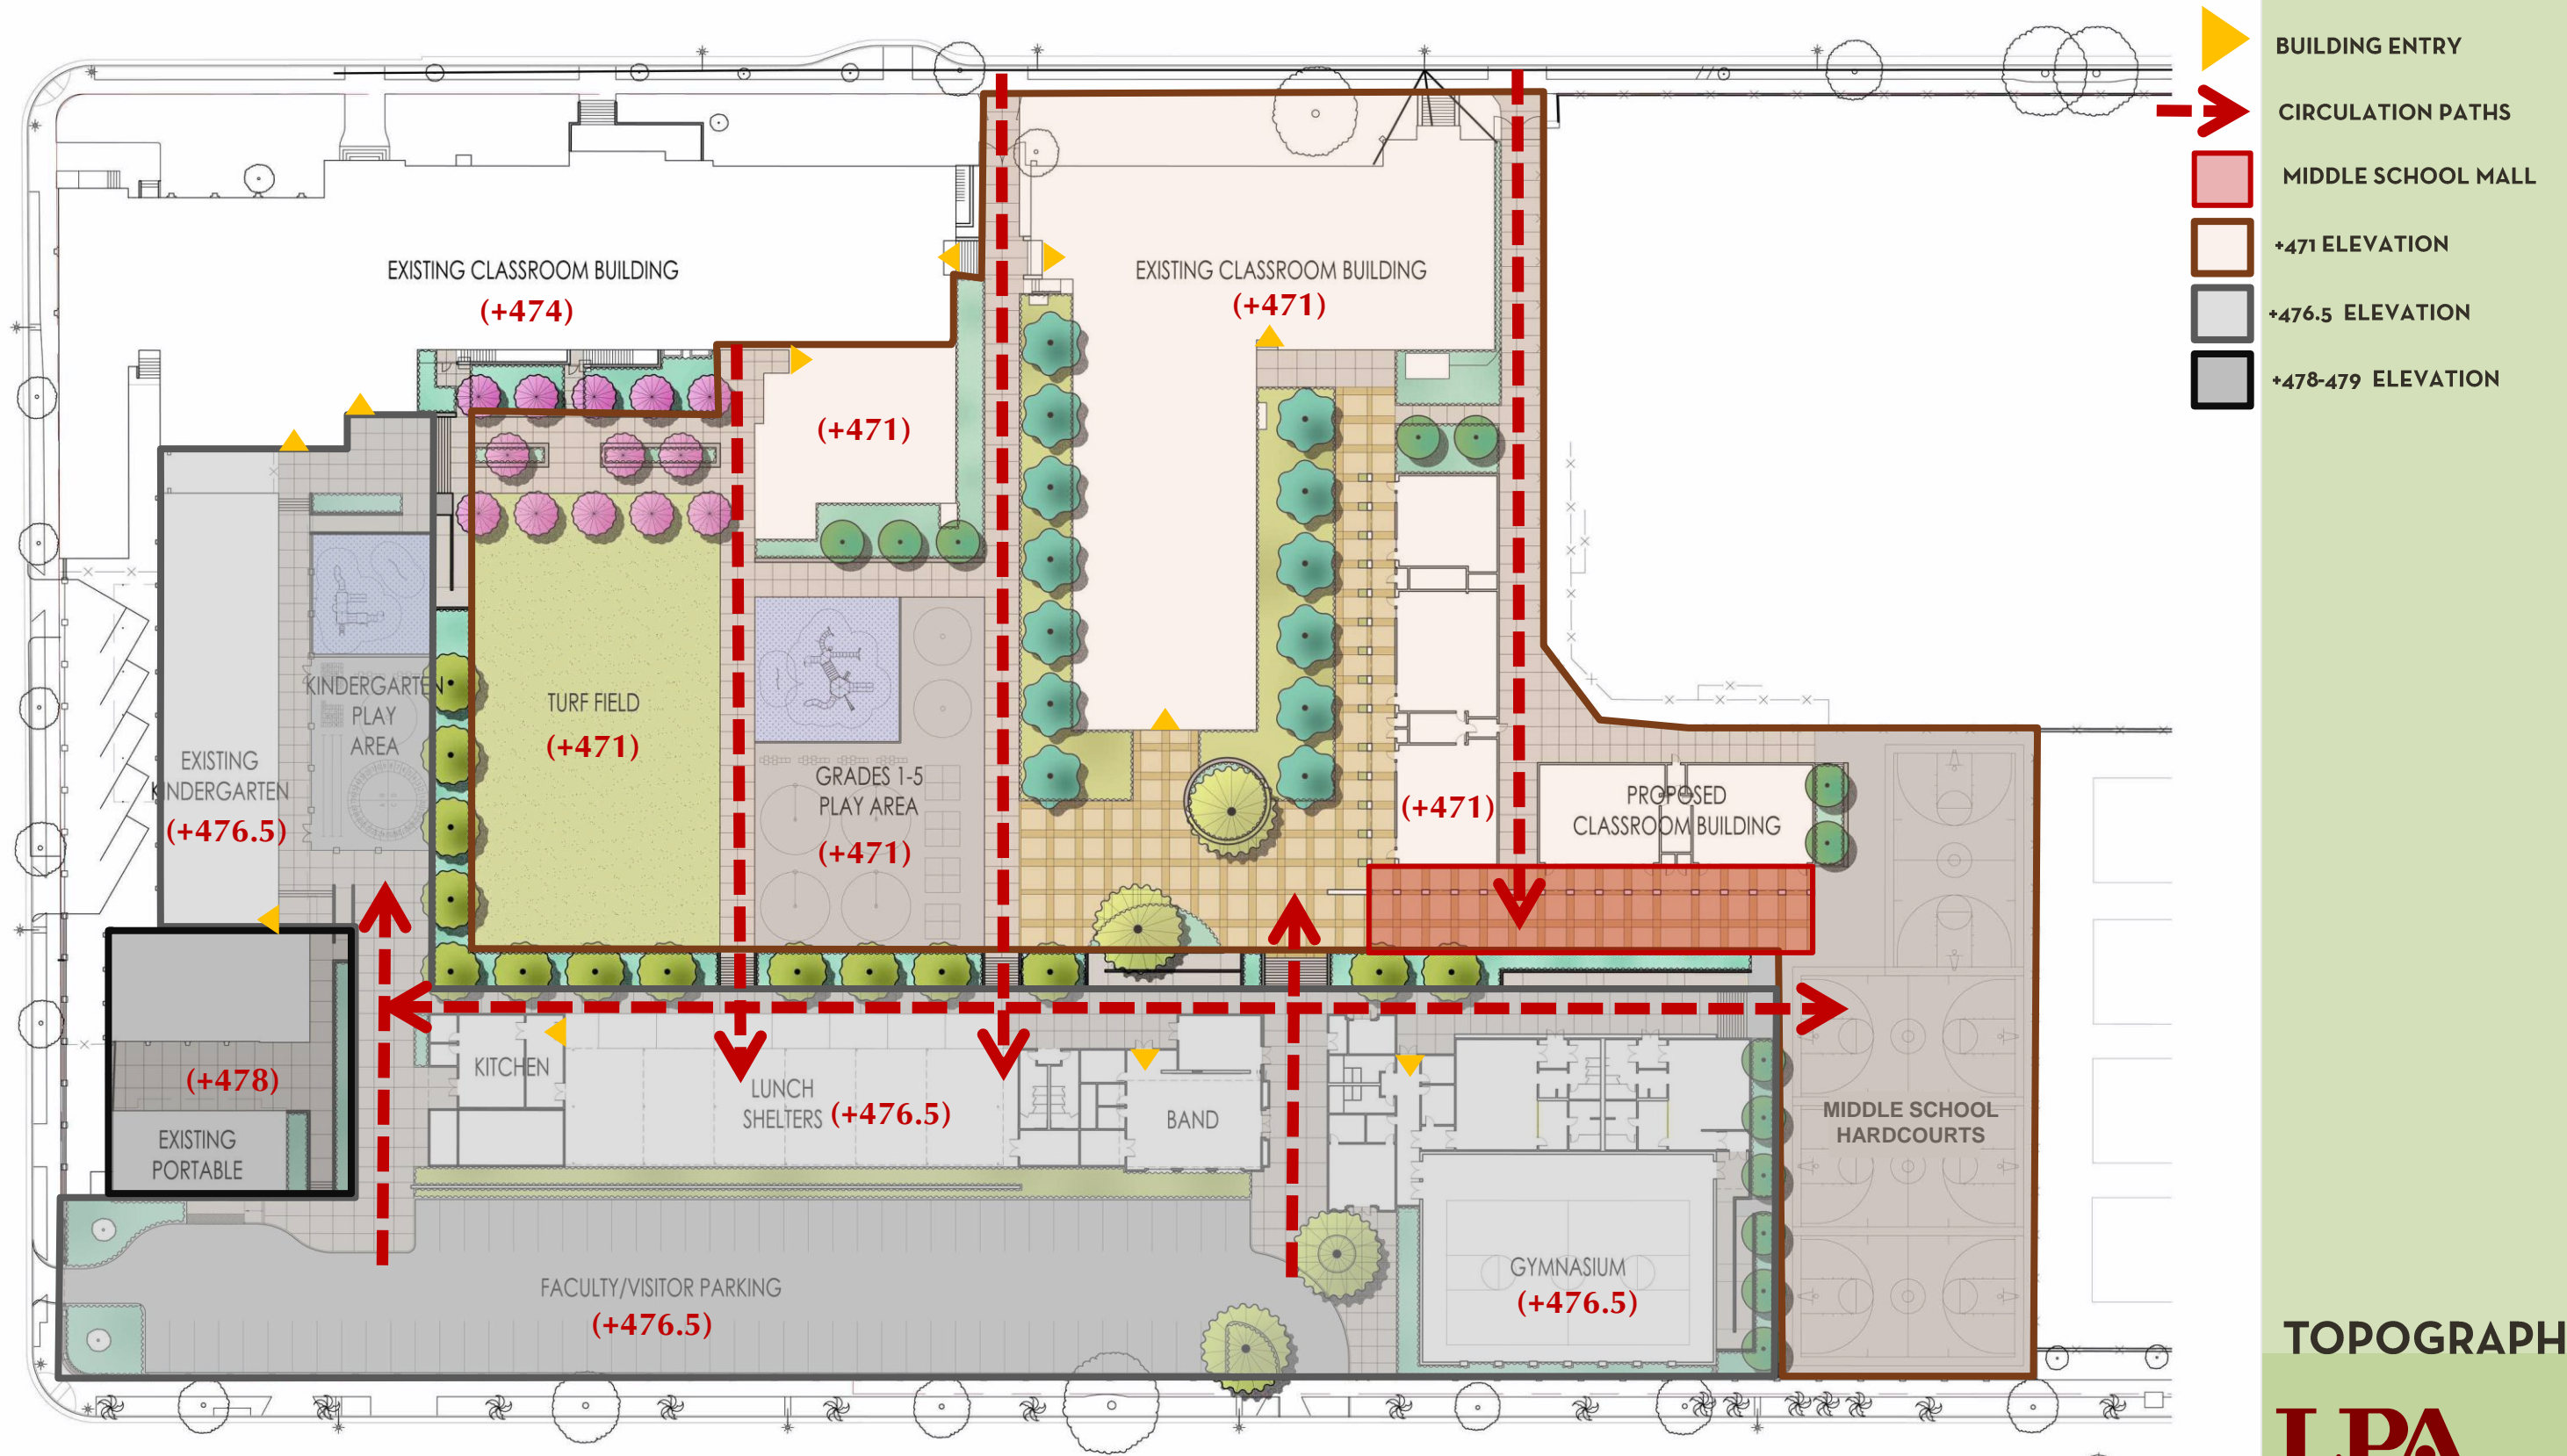 BUILDING ENTRY
CIRCULATION PATHS
MIDDLE SCHOOL MALL
+471 ELEVATION
+476.5 ELEVATION
+478-479 ELEVATION
EXISTING CLASSROOM BUILDING
(+474)
EXISTING CLASSROOM BUILDING
(+471)
(+471)
KINDERGARTEN
PLAY
AREA
TURF FIELD
(+471)
EXISTING
KINDERGARTEN
(+476.5)
GRADES 1-5
PLAY AREA
(+471)
(+471)
PROPOSED
CLASSROOM BUILDING
KITCHEN
LUNCH
SHELTERS (+476.5)
BAND
(+478)
EXISTING
PORTABLE
MIDDLE SCHOOL
HARDCOURTS
GYMNASIUM
(+476.5)
FACULTY/VISITOR PARKING
(+476.5)
TOPOGRAPH
LPA